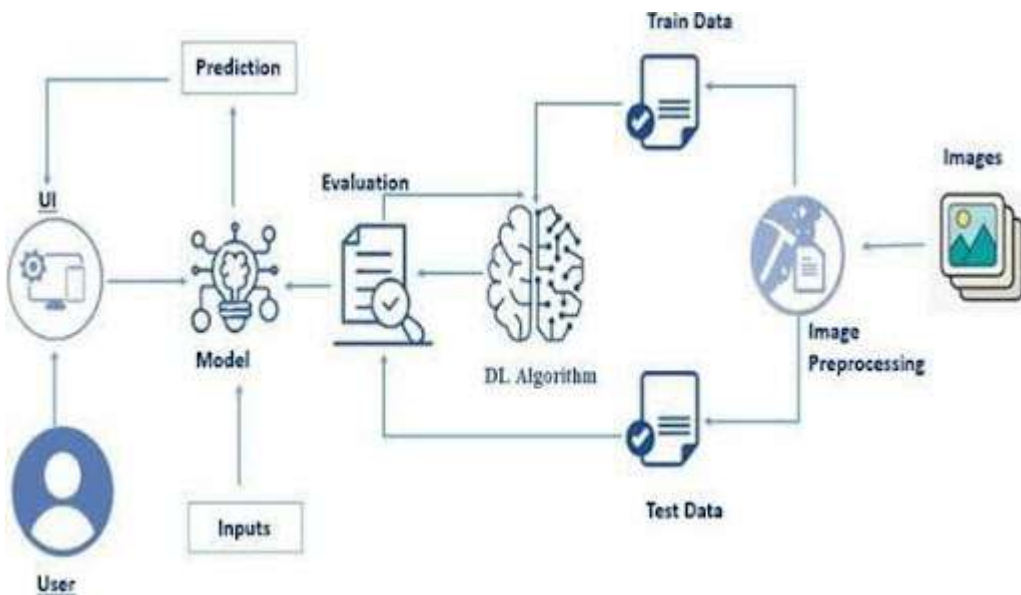 Train Data
Prediction
Images
Evaluation
UI
Image
Preprocessing
Model
DL Algorithm
Test Data
Inputs
User